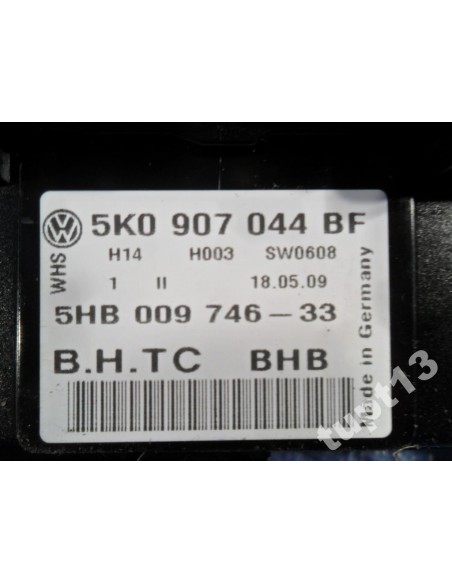 5K0 907 044 BF
H14 H003 SW0608
1 II 18.05.09
5HB 009 746-33
B.H.TC BHB
WHS
Made in Germany
tupt13